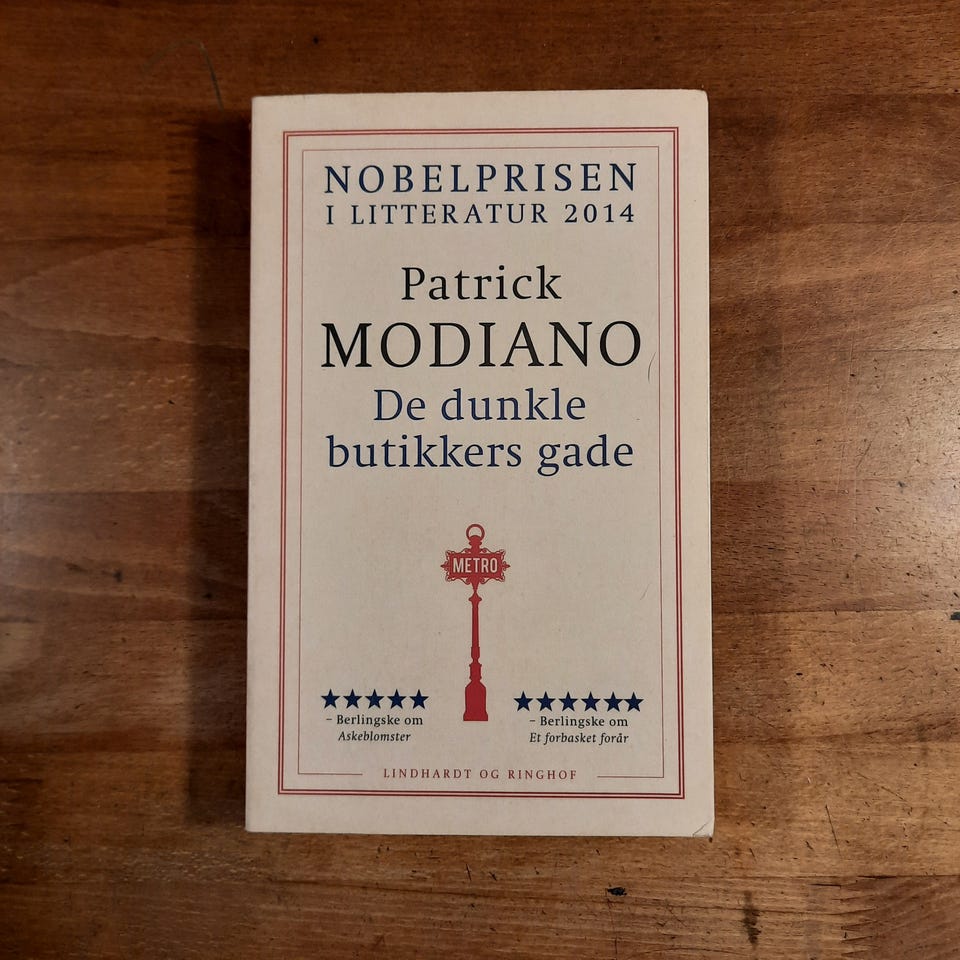 NOBELPRISEN
I LITTERATUR 2014
Patrick
MODIANO
De dunkle
butikkers gade
METRO
– Berlingske om
Askeblomster
– Berlingske om
Et forbasket forår
LINDHARDT OG RINGHOF